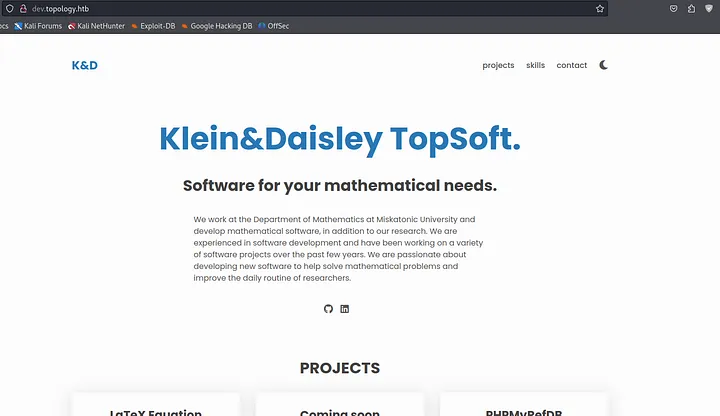 dev.topology.htb
ocs Kali Forums Kali NetHunter Exploit-DB Google Hacking DB OffSec
K&D projects skills contact
Klein&Daisley TopSoft.
Software for your mathematical needs.
We work at the Department of Mathematics at Miskatonic University and
develop mathematical software, in addition to our research. We are
experienced in software development and have been working on a variety
of software projects over the past few years. We are passionate about
developing new software to help solve mathematical problems and
improve the daily routine of researchers.
PROJECTS
LaTeX Equation Coming soon PHPMyRefDB